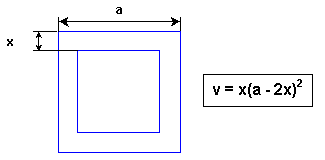 a
x
v = x(a - 2x)²